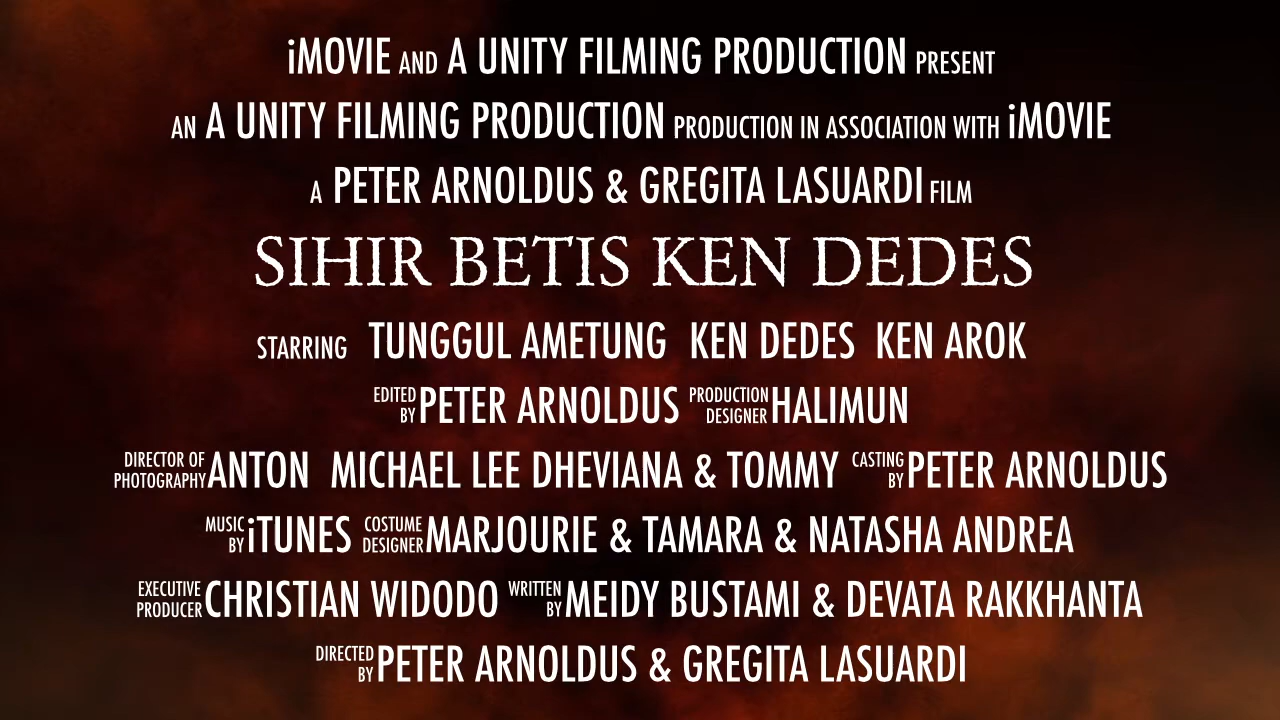 iMOVIE AND A UNITY FILMING PRODUCTION PRESENT
AN A UNITY FILMING PRODUCTION PRODUCTION IN ASSOCIATION WITH iMOVIE
A PETER ARNOLDUS & GREGITA LASUARDI FILM
SIHIR BETIS KEN DEDES
STARRING TUNGGUL AMETUNG KEN DEDES KEN AROK
EDITED BY PETER ARNOLDUS PRODUCTION DESIGNER HALIMUN
DIRECTOR OF PHOTOGRAPHY ANTON MICHAEL LEE DHEVIANA & TOMMY CASTING BY PETER ARNOLDUS
MUSIC BY iTUNES COSTUME DESIGNER MARJOURIE & TAMARA & NATASHA ANDREA
EXECUTIVE PRODUCER CHRISTIAN WIDODO WRITTEN BY MEIDY BUSTAMI & DEVATA RAKKHANTA
DIRECTED BY PETER ARNOLDUS & GREGITA LASUARDI